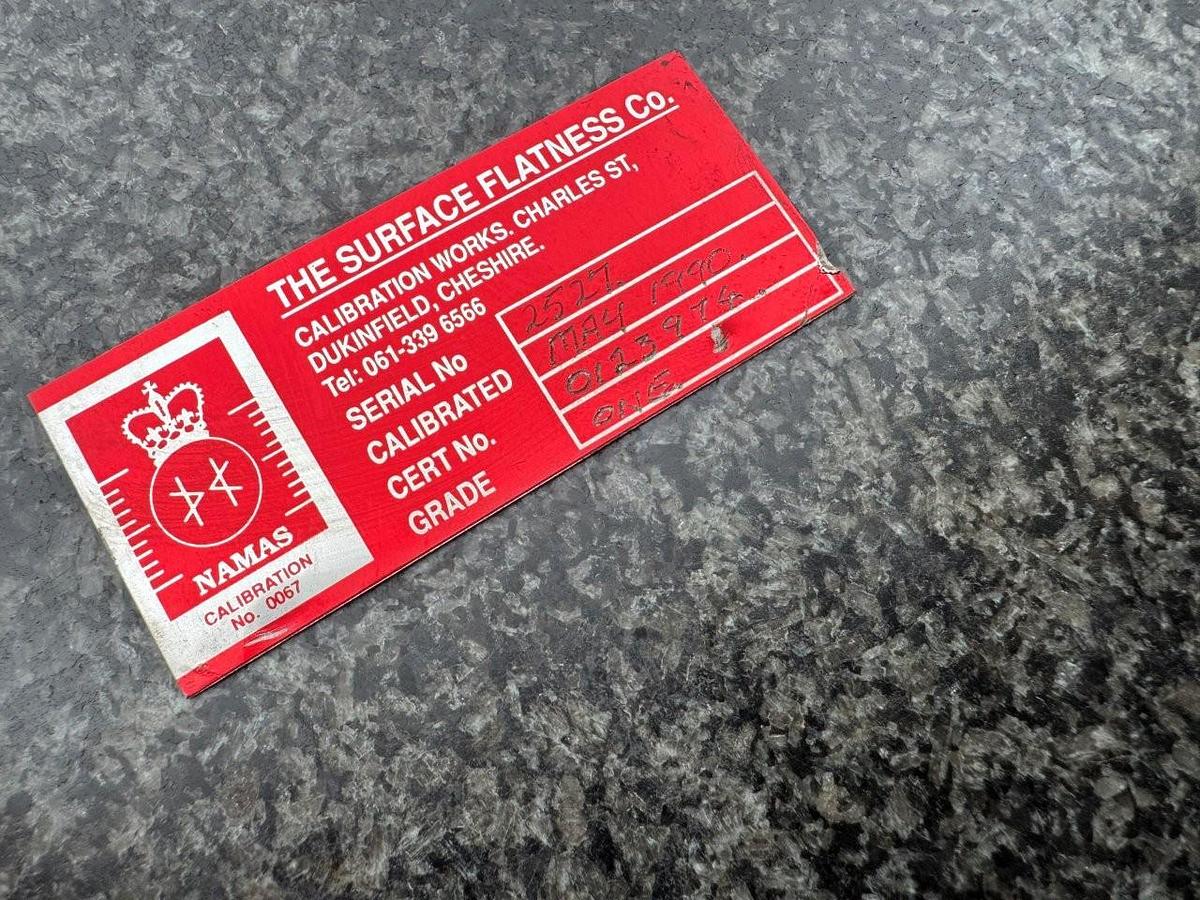 THE SURFACE FLATNESS Co.
CALIBRATION WORKS. CHARLES ST,
DUKINFIELD, CHESHIRE.
Tel: 061-339 6566
SERIAL No 2527.
CALIBRATED MAY 1990.
CERT No.
GRADE ONE.
NAMAS
CALIBRATION
No. 0067